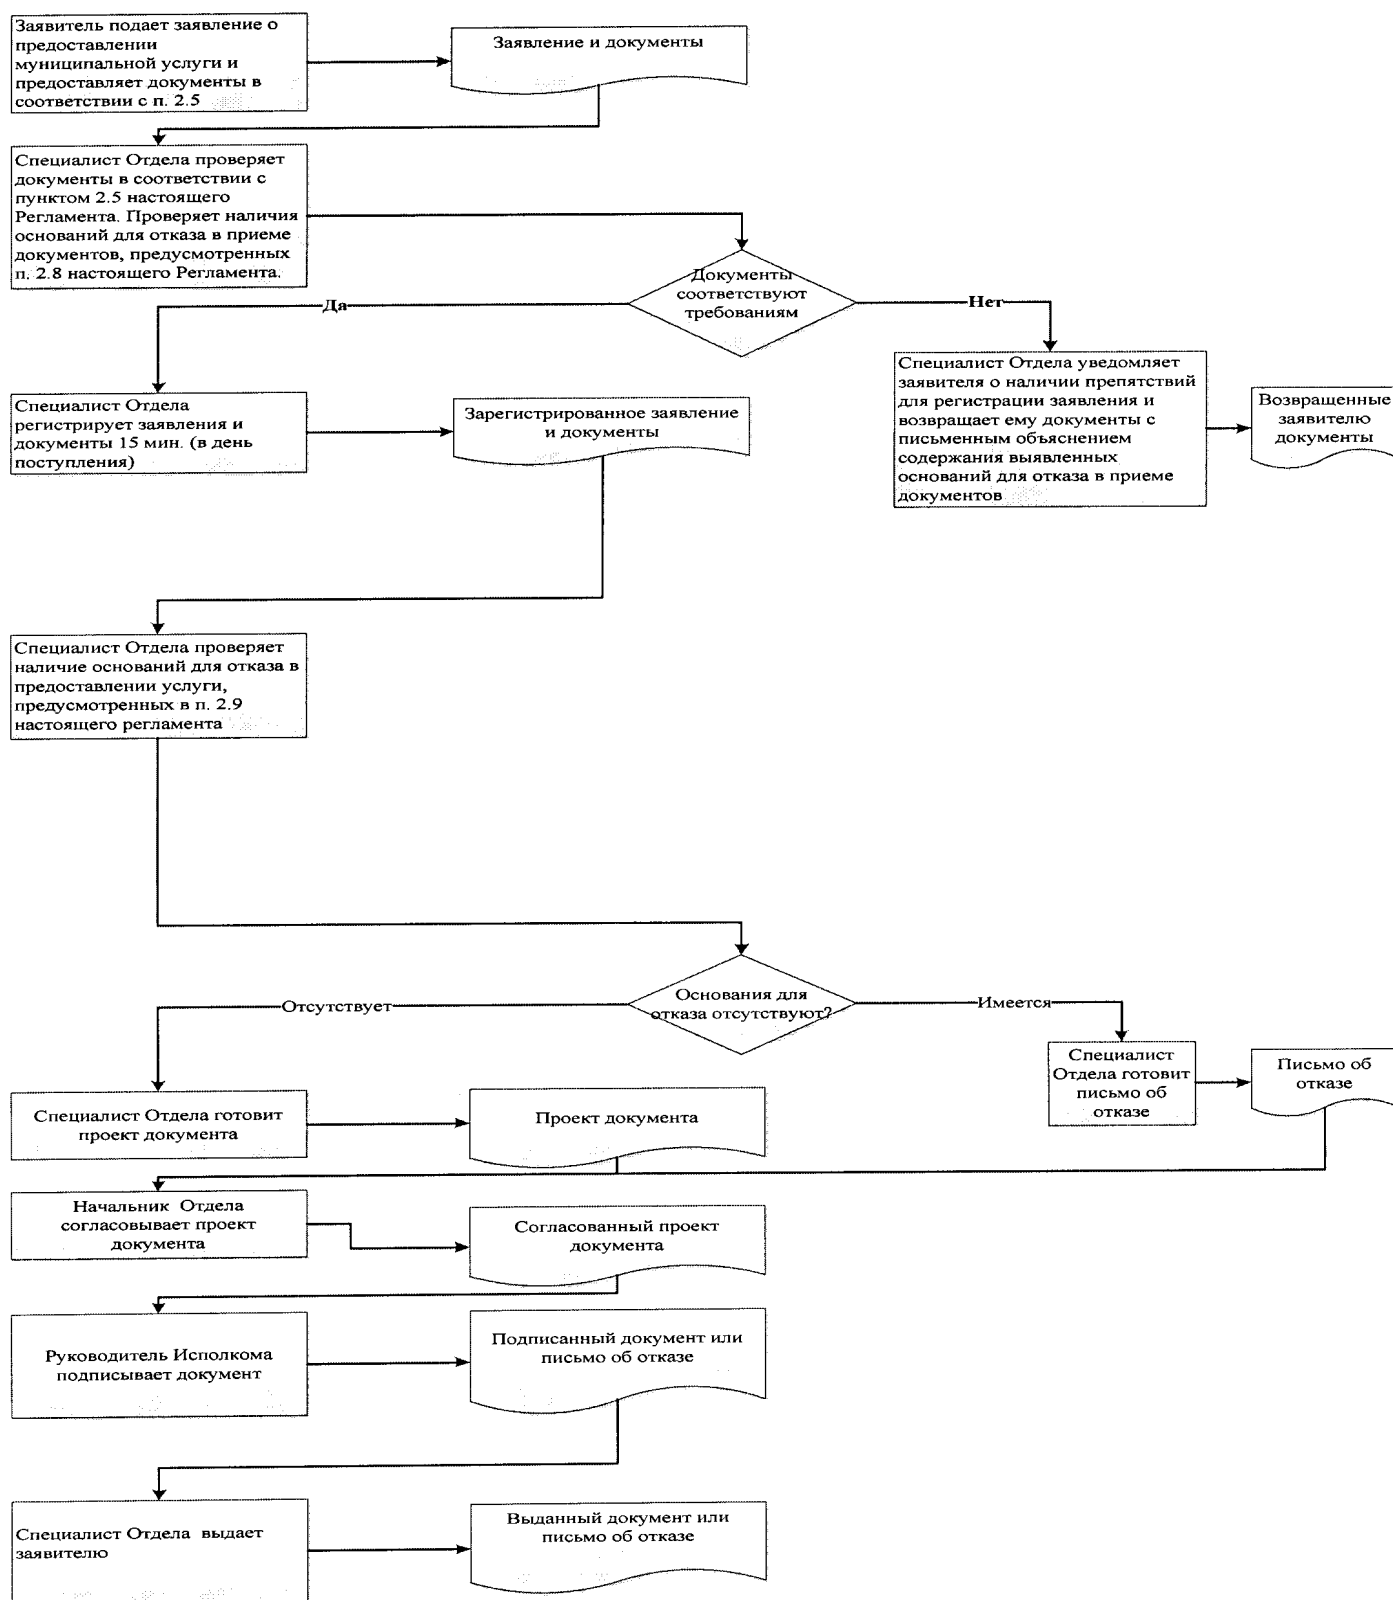 Заявитель подает заявление о
предоставлении
муниципальной услуги и
предоставляет документы в
соответствии с п. 2.5
Заявление и документы
Специалист Отдела проверяет
документы в соответствии с
пунктом 2.5 настоящего
Регламента. Проверяет наличия
оснований для отказа в приеме
документов, предусмотренных
п. 2.8 настоящего Регламента.
Документы
соответствуют
требованиям
Да
Нет
Специалист Отдела
регистрирует заявления и
документы 15 мин. (в день
поступления)
Зарегистрированное заявление
и документы
Специалист Отдела уведомляет
заявителя о наличии препятствий
для регистрации заявления и
возвращает ему документы с
письменным объяснением
содержания выявленных
оснований для отказа в приеме
документов
Возвращенные
заявителю
документы
Специалист Отдела проверяет
наличие оснований для отказа в
предоставлении услуги,
предусмотренных в п. 2.9
настоящего регламента
Основания для
отказа отсутствуют?
Отсутствует
Имеется
Специалист
Отдела готовит
письмо об
отказе
Письмо об
отказе
Специалист Отдела готовит
проект документа
Проект документа
Начальник Отдела
согласовывает проект
документа
Согласованный проект
документа
Руководитель Исполкома
подписывает документ
Подписанный документ или
письмо об отказе
Специалист Отдела выдает
заявителю
Выданный документ или
письмо об отказе